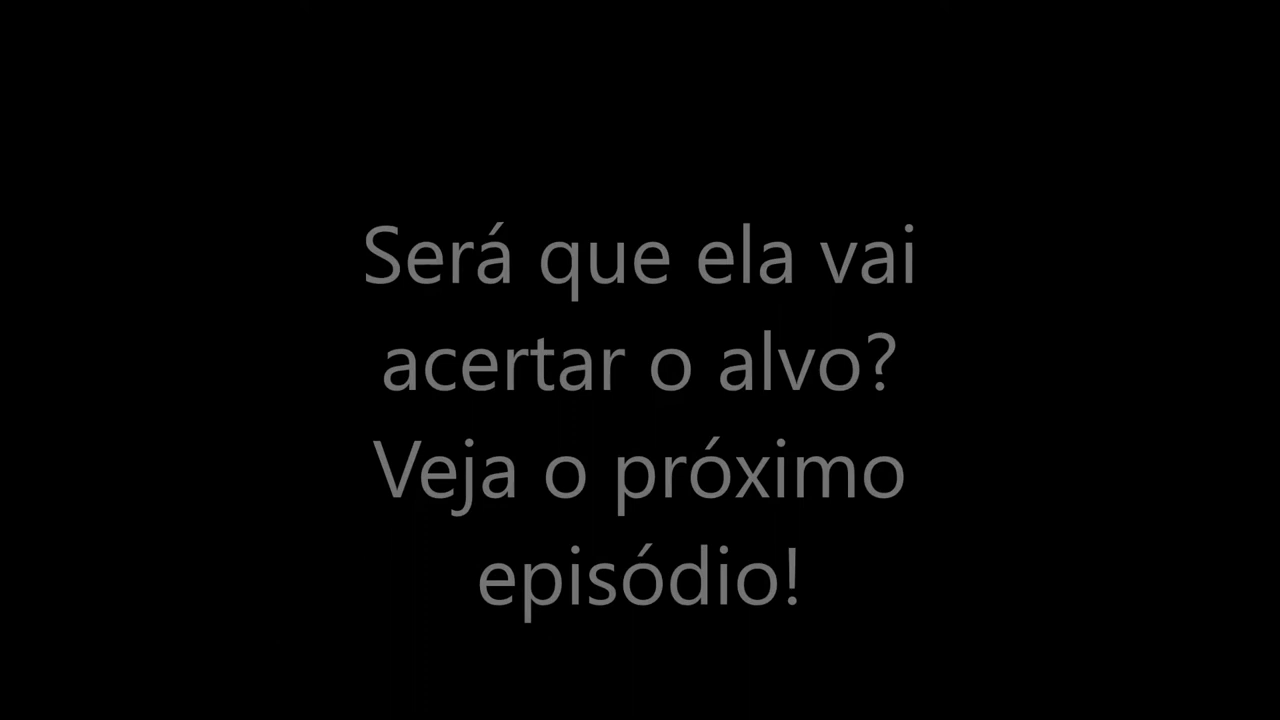 Será que ela vai
acertar o alvo?
Veja o próximo
episódio!